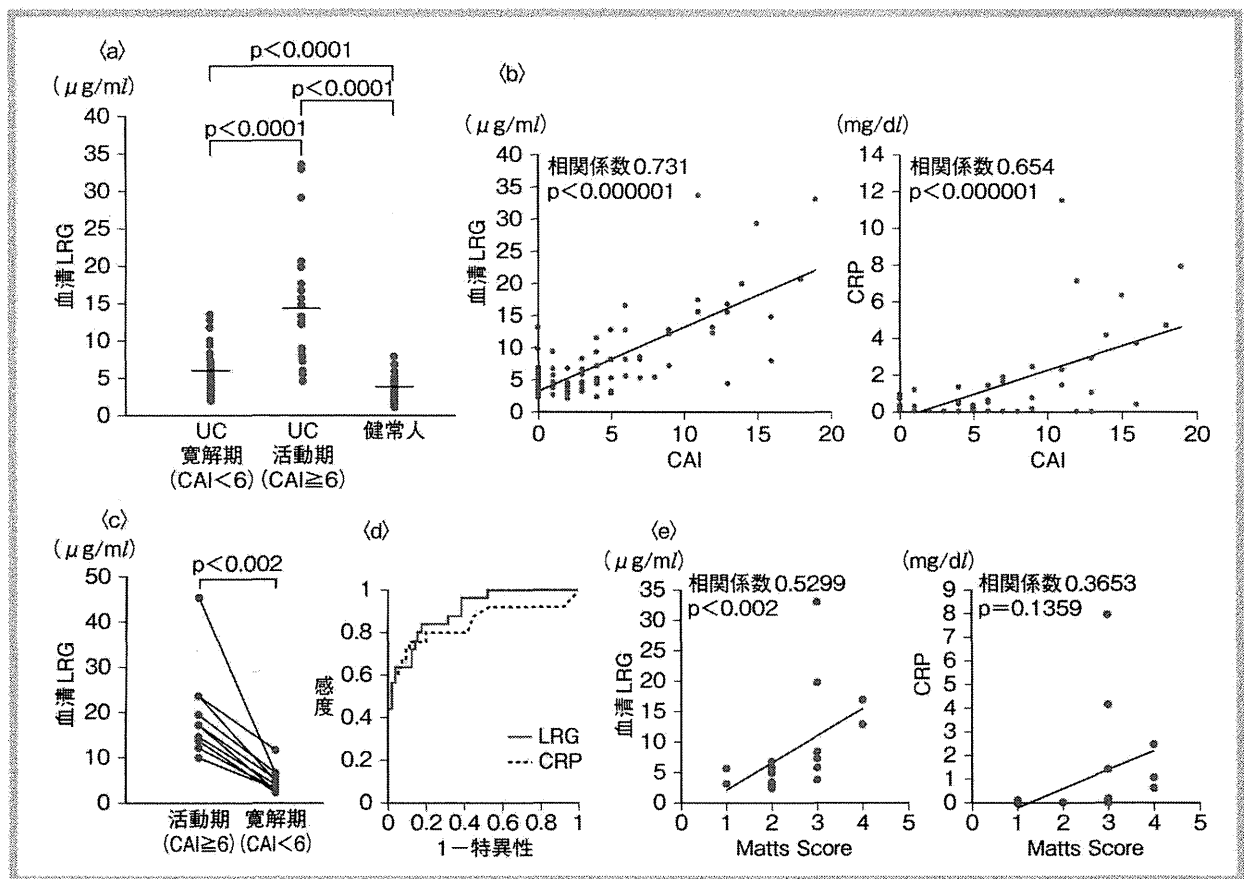 〈a〉
p<0.0001
(μg/ml)
p<0.0001
p<0.0001
血清LRG
40
35
30
25
20
15
10
5
0
UC
寛解期
(CAI<6)
UC
活動期
(CAI≧6)
健常人
〈b〉
(μg/ml)
相関係数0.731
p<0.000001
血清LRG
40
35
30
25
20
15
10
5
0
0 5 10 15 20
CAI
(mg/dl)
相関係数0.654
p<0.000001
CRP
14
12
10
8
6
4
2
0
0 5 10 15 20
CAI
〈c〉
(μg/ml)
p<0.002
血清LRG
50
40
30
20
10
0
活動期
(CAI≧6)
寛解期
(CAI<6)
〈d〉
感度
1
0.8
0.6
0.4
0.2
0
LRG
CRP
0 0.2 0.4 0.6 0.8 1
1−特異性
〈e〉
(μg/ml)
相関係数0.5299
p<0.002
血清LRG
35
30
25
20
15
10
5
0
0 1 2 3 4 5
Matts Score
(mg/dl)
相関係数0.3653
p=0.1359
CRP
9
8
7
6
5
4
3
2
1
0
0 1 2 3 4 5
Matts Score